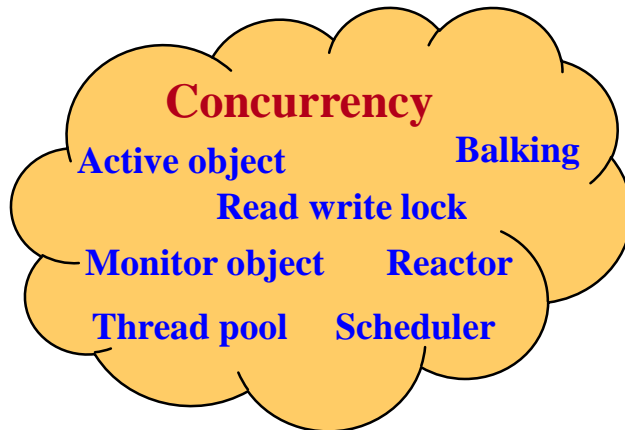 Concurrency
Active object
Balking
Read write lock
Monitor object
Reactor
Thread pool
Scheduler